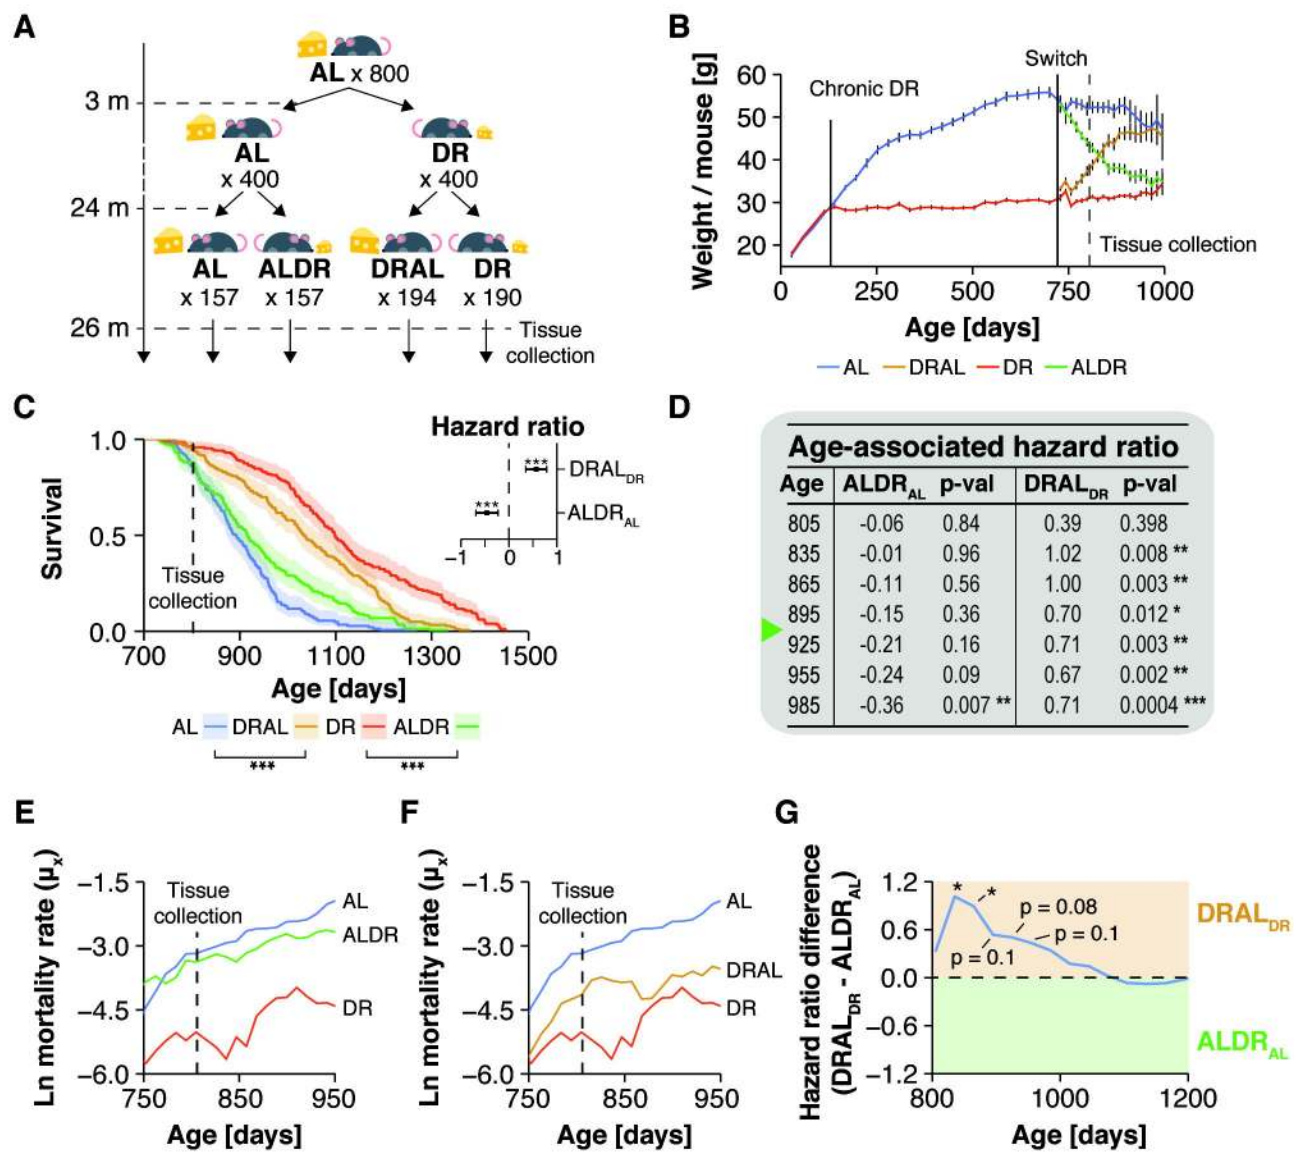 A
AL x 800
3 m
AL
x 400
DR
x 400
24 m
AL
x 157
ALDR
x 157
DRAL
x 194
DR
x 190
26 m
Tissue
collection
B
Weight / mouse [g]
Switch
Chronic DR
60
50
40
30
20
Tissue collection
0 250 500 750 1000
Age [days]
AL DRAL DR ALDR
C
Survival
1.0
0.5
0.0
Tissue
collection
Hazard ratio
***
DRAL_DR
***
ALDR_AL
−1 0 1
700 900 1100 1300 1500
Age [days]
AL DRAL DR ALDR
*** ***
D
Age-associated hazard ratio
Age ALDR_AL p-val DRAL_DR p-val
805 -0.06 0.84 0.39 0.398
835 -0.01 0.96 1.02 0.008 **
865 -0.11 0.56 1.00 0.003 **
895 -0.15 0.36 0.70 0.012 *
925 -0.21 0.16 0.71 0.003 **
955 -0.24 0.09 0.67 0.002 **
985 -0.36 0.007 ** 0.71 0.0004 ***
E
Ln mortality rate (μx)
−1.5
−3.0
−4.5
−6.0
Tissue
collection
AL
ALDR
DR
750 850 950
Age [days]
F
Ln mortality rate (μx)
−1.5
−3.0
−4.5
−6.0
Tissue
collection
AL
DRAL
DR
750 850 950
Age [days]
G
Hazard ratio difference
(DRAL_DR - ALDR_AL)
1.2
0.6
0.0
−0.6
−1.2
* *
p = 0.08
p = 0.1
p = 0.1
DRAL_DR
ALDR_AL
800 1000 1200
Age [days]